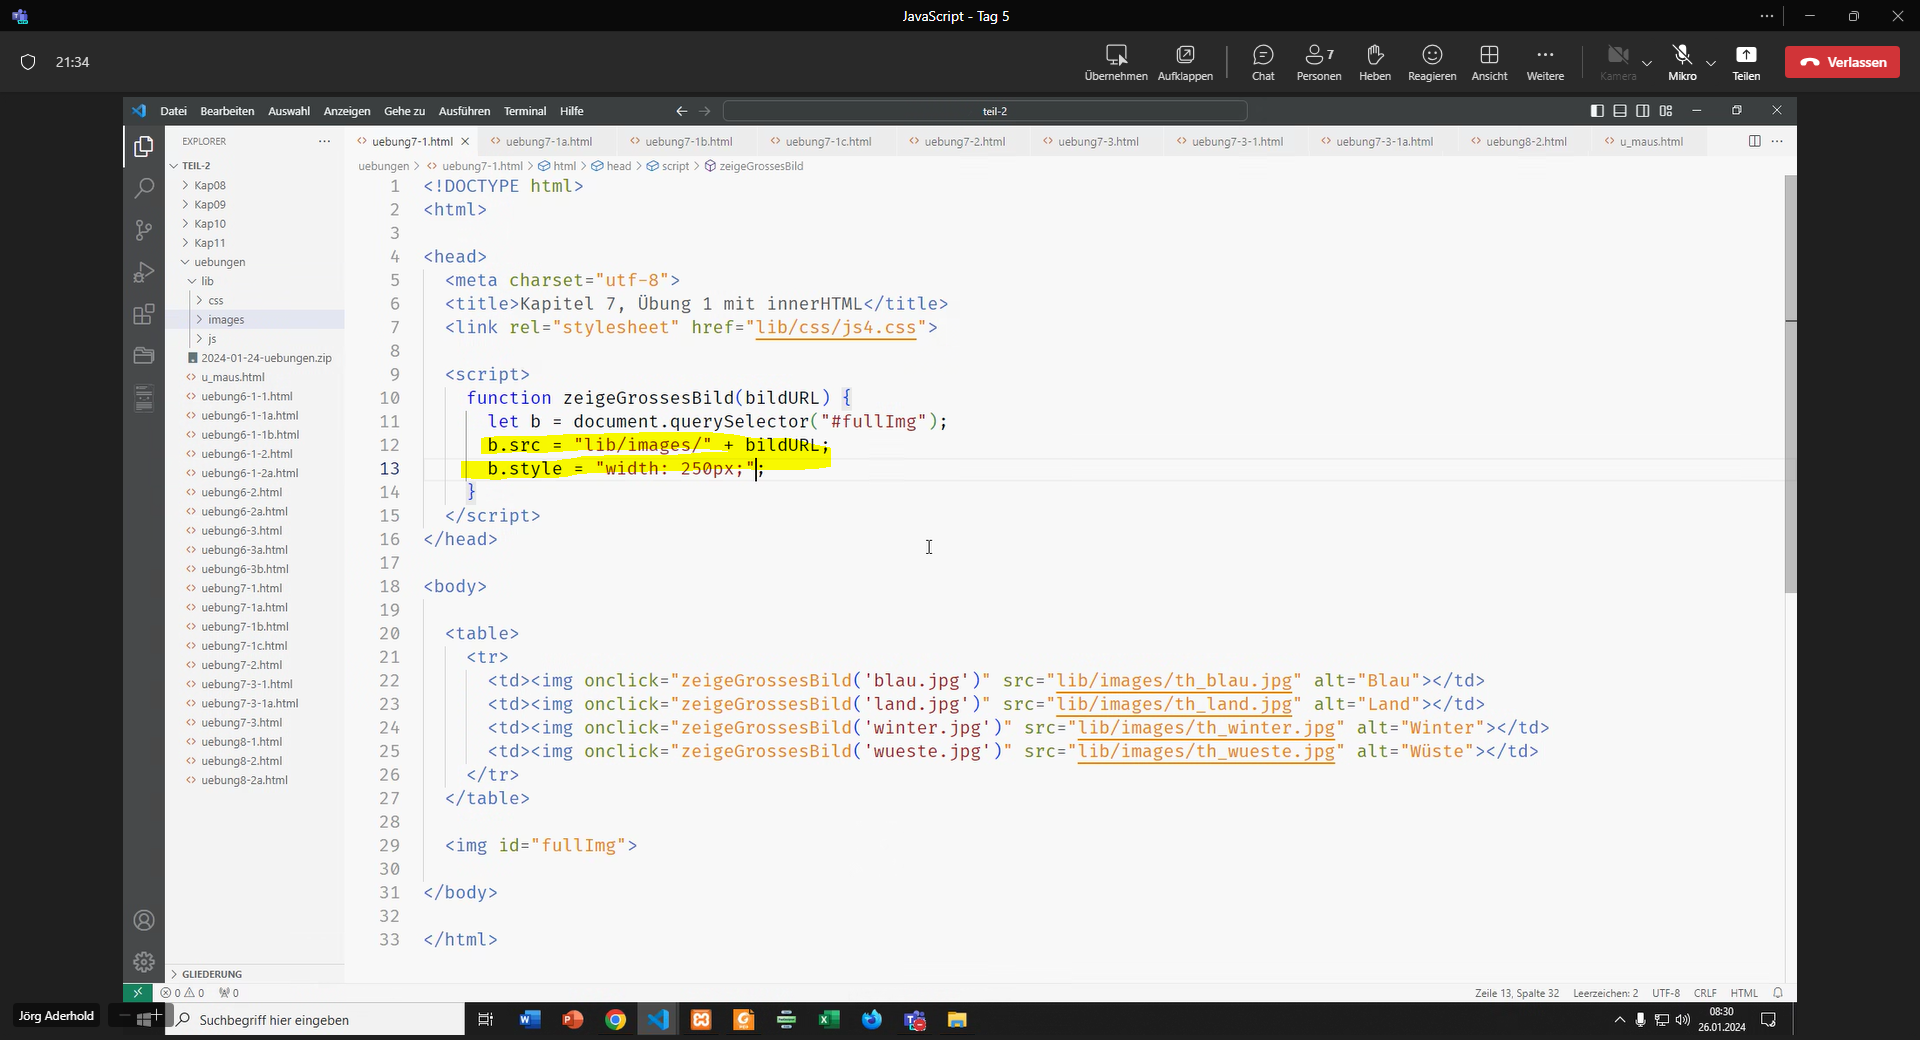 JavaScript - Tag 5
21:34
Übernehmen Aufklappen Chat Personen 7 Heben Reagieren Ansicht Weitere Kamera Mikro Teilen Verlassen
Datei Bearbeiten Auswahl Anzeigen Gehe zu Ausführen Terminal Hilfe teil-2
EXPLORER
uebung7-1.html uebung7-1a.html uebung7-1b.html uebung7-1c.html uebung7-2.html uebung7-3.html uebung7-3-1.html uebung7-3-1a.html uebung8-2.html u_maus.html
uebungen > uebung7-1.html > html > head > script > zeigeGrossesBild
TEIL-2
Kap08
Kap09
Kap10
Kap11
uebungen
lib
css
images
js
2024-01-24-uebungen.zip
u_maus.html
uebung6-1-1.html
uebung6-1-1a.html
uebung6-1-1b.html
uebung6-1-2.html
uebung6-1-2a.html
uebung6-2.html
uebung6-2a.html
uebung6-3.html
uebung6-3a.html
uebung6-3b.html
uebung7-1.html
uebung7-1a.html
uebung7-1b.html
uebung7-1c.html
uebung7-2.html
uebung7-3-1.html
uebung7-3-1a.html
uebung7-3.html
uebung8-1.html
uebung8-2.html
uebung8-2a.html
GLIEDERUNG
1 <!DOCTYPE html>
2 <html>
3
4 <head>
5 <meta charset="utf-8">
6 <title>Kapitel 7, Übung 1 mit innerHTML</title>
7 <link rel="stylesheet" href="lib/css/js4.css">
8
9 <script>
10 function zeigeGrossesBild(bildURL) {
11 let b = document.querySelector("#fullImg");
12 b.src = "lib/images/" + bildURL;
13 b.style = "width: 250px;";
14 }
15 </script>
16 </head>
17
18 <body>
19
20 <table>
21 <tr>
22 <td><img onclick="zeigeGrossesBild('blau.jpg')" src="lib/images/th_blau.jpg" alt="Blau"></td>
23 <td><img onclick="zeigeGrossesBild('land.jpg')" src="lib/images/th_land.jpg" alt="Land"></td>
24 <td><img onclick="zeigeGrossesBild('winter.jpg')" src="lib/images/th_winter.jpg" alt="Winter"></td>
25 <td><img onclick="zeigeGrossesBild('wueste.jpg')" src="lib/images/th_wueste.jpg" alt="Wüste"></td>
26 </tr>
27 </table>
28
29 <img id="fullImg">
30
31 </body>
32
33 </html>
0 0 0 Zeile 13, Spalte 32 Leerzeichen: 2 UTF-8 CRLF HTML
Jörg Aderhold
Suchbegriff hier eingeben
08:30
26.01.2024